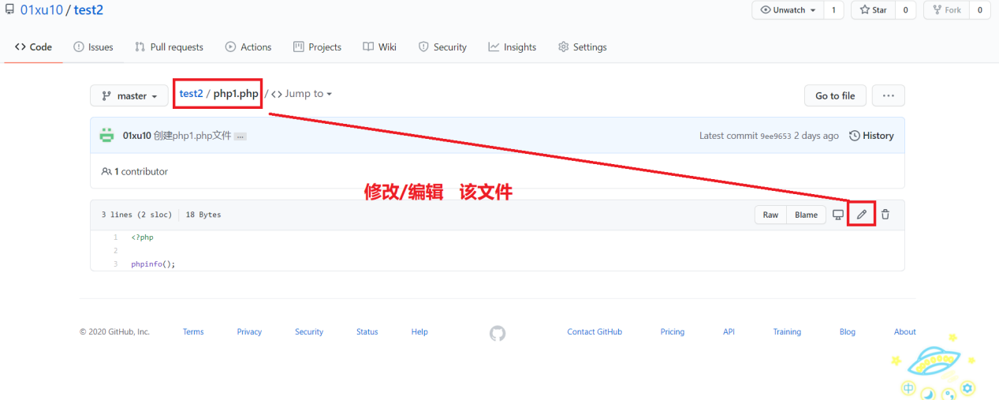 01xu10 / test2 Unwatch 1 Star 0 Fork 0
Code Issues Pull requests Actions Projects Wiki Security Insights Settings
master test2 / php1.php / Jump to Go to file ...
01xu10 创建php1.php文件 ... Latest commit 9ee9653 2 days ago History
1 contributor
修改/编辑 该文件
3 lines (2 sloc) 18 Bytes Raw Blame
1 <?php
2
3 phpinfo();
© 2020 GitHub, Inc. Terms Privacy Security Status Help Contact GitHub Pricing API Training Blog About
中